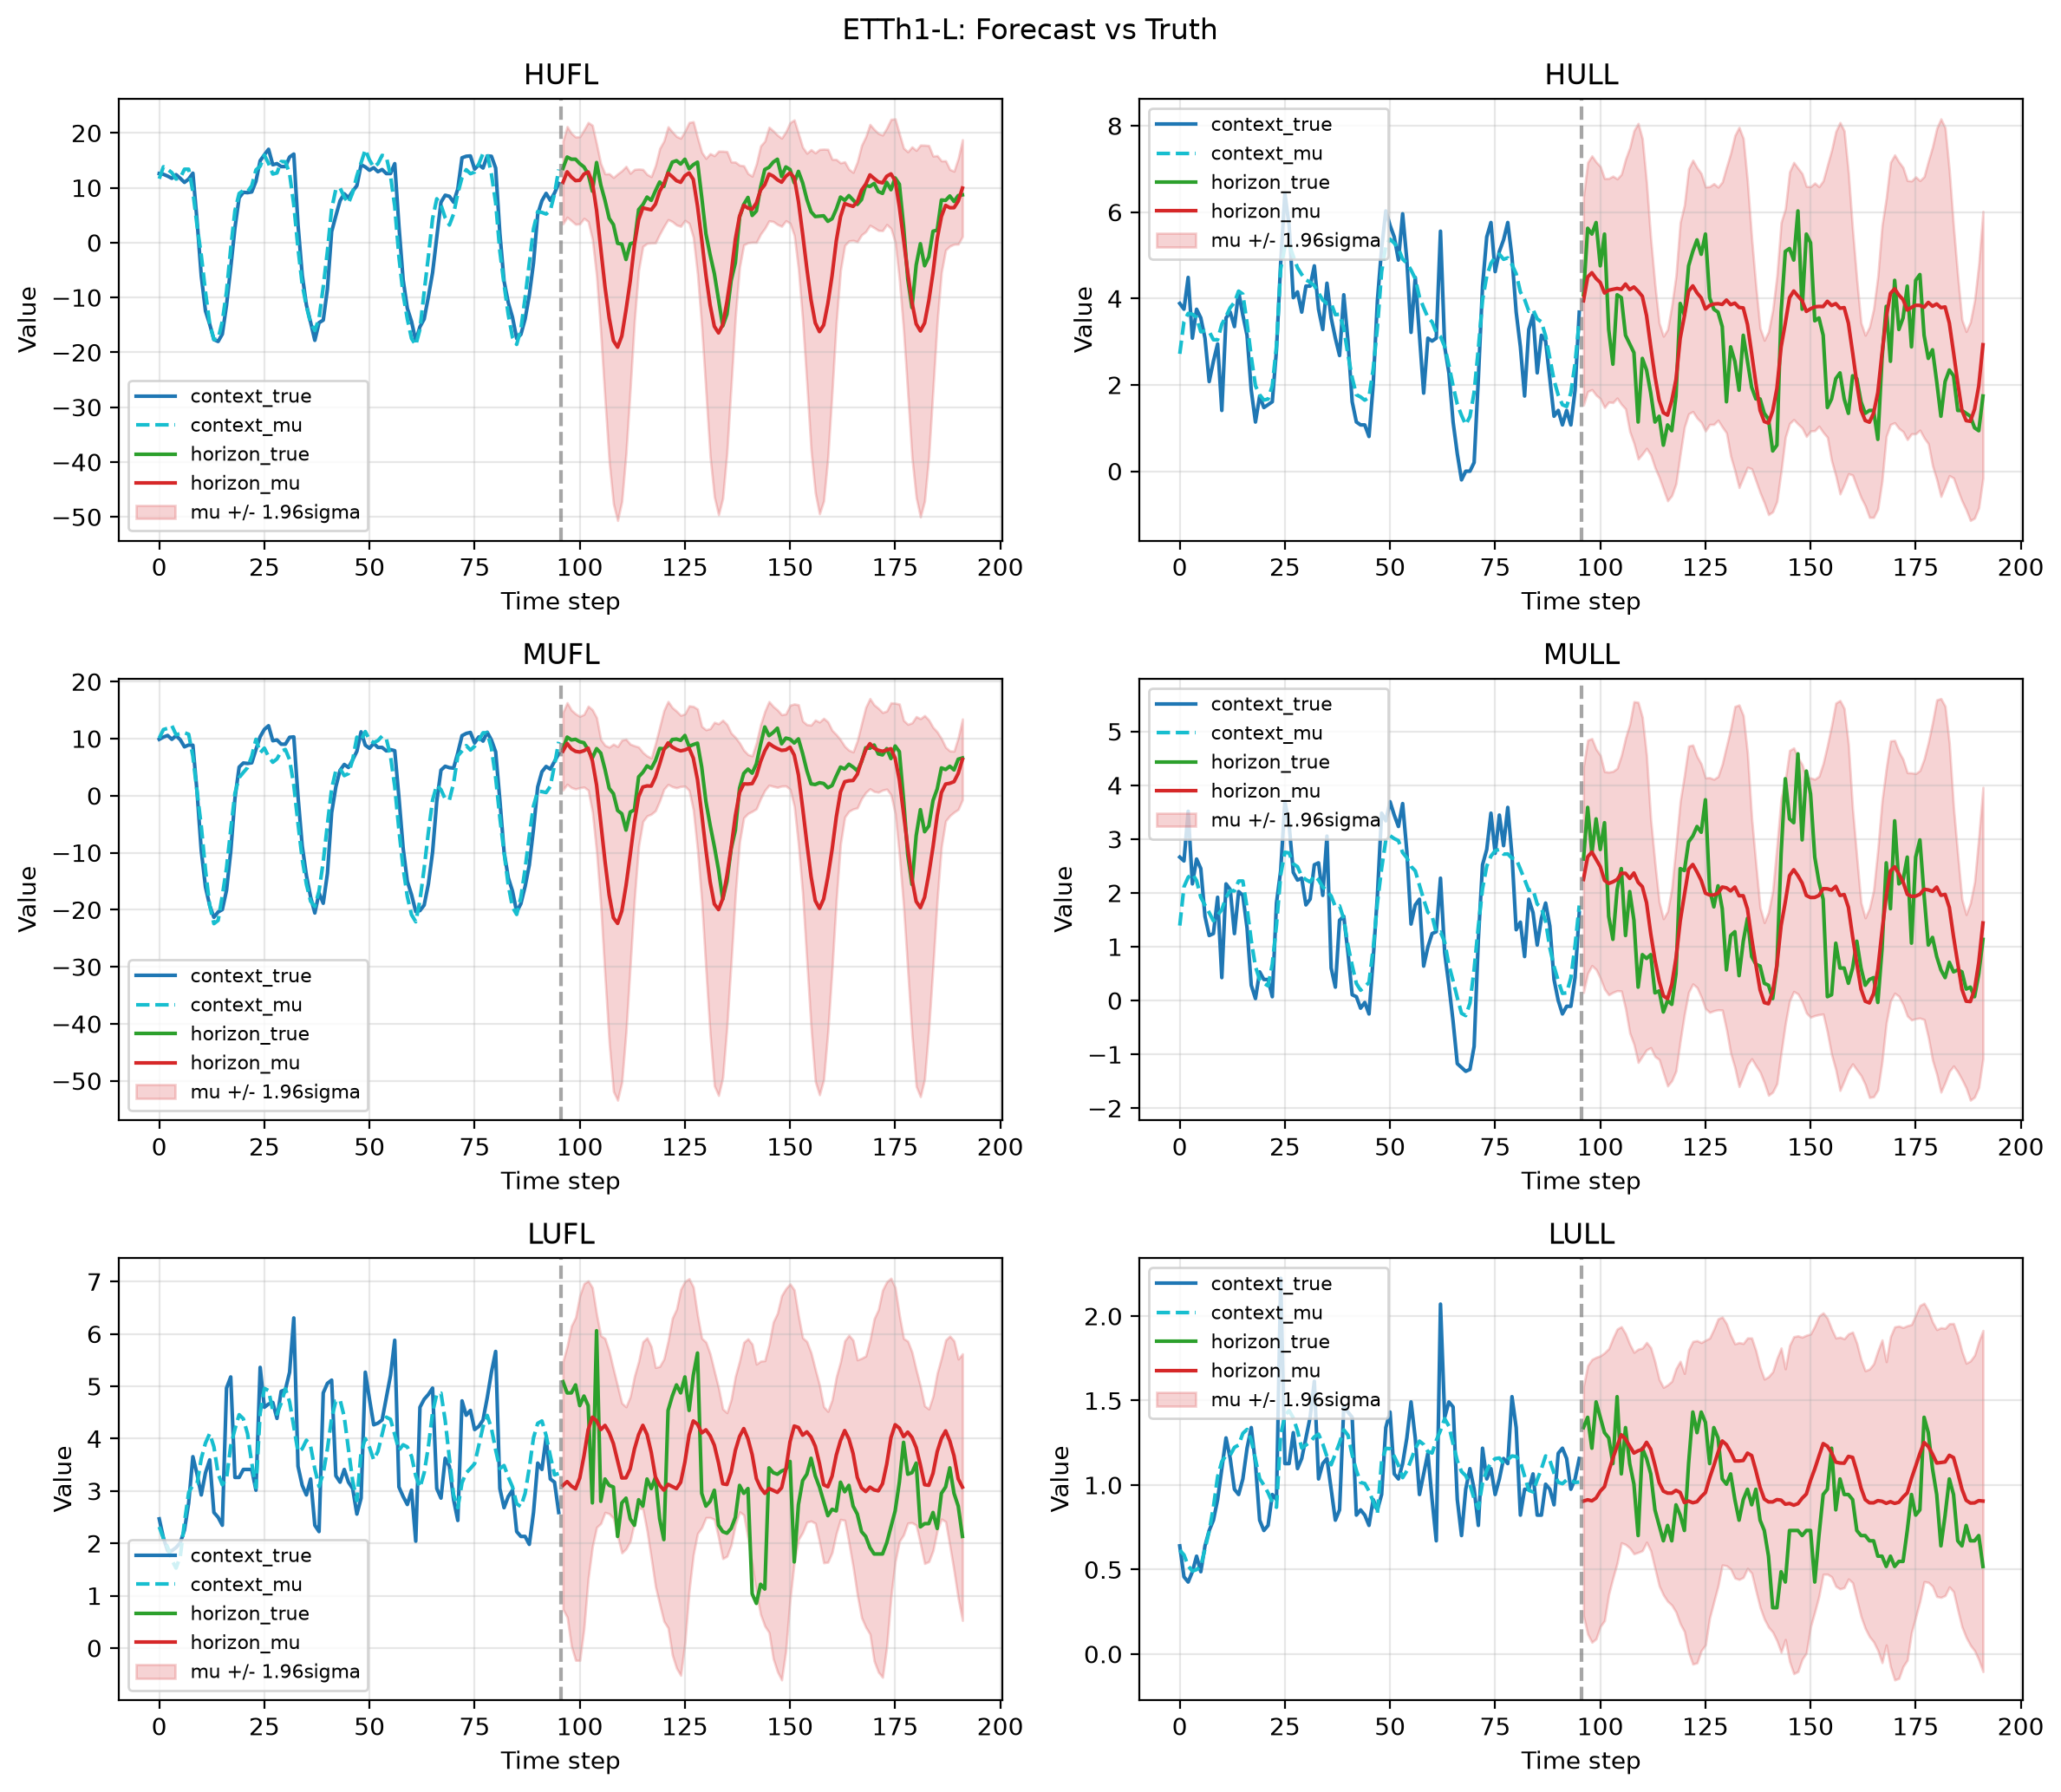 ETTh1-L: Forecast vs Truth
HUFL
Value
20
10
0
−10
−20
−30
−40
−50
context_true
context_mu
horizon_true
horizon_mu
mu +/- 1.96sigma
0 25 50 75 100 125 150 175 200
Time step
HULL
Value
8
6
4
2
0
context_true
context_mu
horizon_true
horizon_mu
mu +/- 1.96sigma
0 25 50 75 100 125 150 175 200
Time step
MUFL
Value
20
10
0
−10
−20
−30
−40
−50
context_true
context_mu
horizon_true
horizon_mu
mu +/- 1.96sigma
0 25 50 75 100 125 150 175 200
Time step
MULL
Value
5
4
3
2
1
0
−1
−2
context_true
context_mu
horizon_true
horizon_mu
mu +/- 1.96sigma
0 25 50 75 100 125 150 175 200
Time step
LUFL
Value
7
6
5
4
3
2
1
0
context_true
context_mu
horizon_true
horizon_mu
mu +/- 1.96sigma
0 25 50 75 100 125 150 175 200
Time step
LULL
Value
2.0
1.5
1.0
0.5
0.0
context_true
context_mu
horizon_true
horizon_mu
mu +/- 1.96sigma
0 25 50 75 100 125 150 175 200
Time step